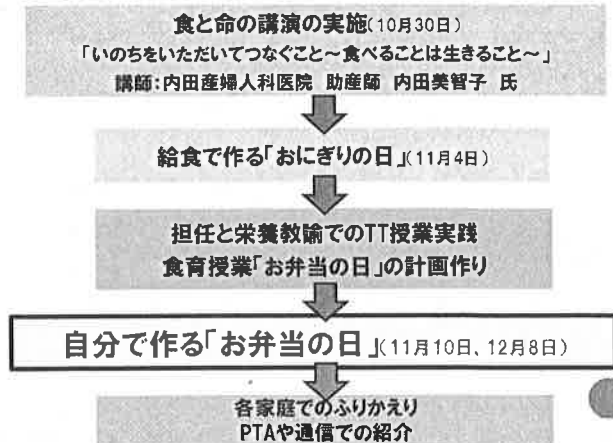 食と命の講演の実施(10月30日)
「いのちをいただいてつなぐこと～食べることは生きること～」
講師:内田産婦人科医院 助産師 内田美智子 氏
給食で作る「おにぎりの日」(11月4日)
担任と栄養教諭でのTT授業実践
食育授業「お弁当の日」の計画作り
自分で作る「お弁当の日」(11月10日、12月8日)
各家庭でのふりかえり
PTAや通信での紹介